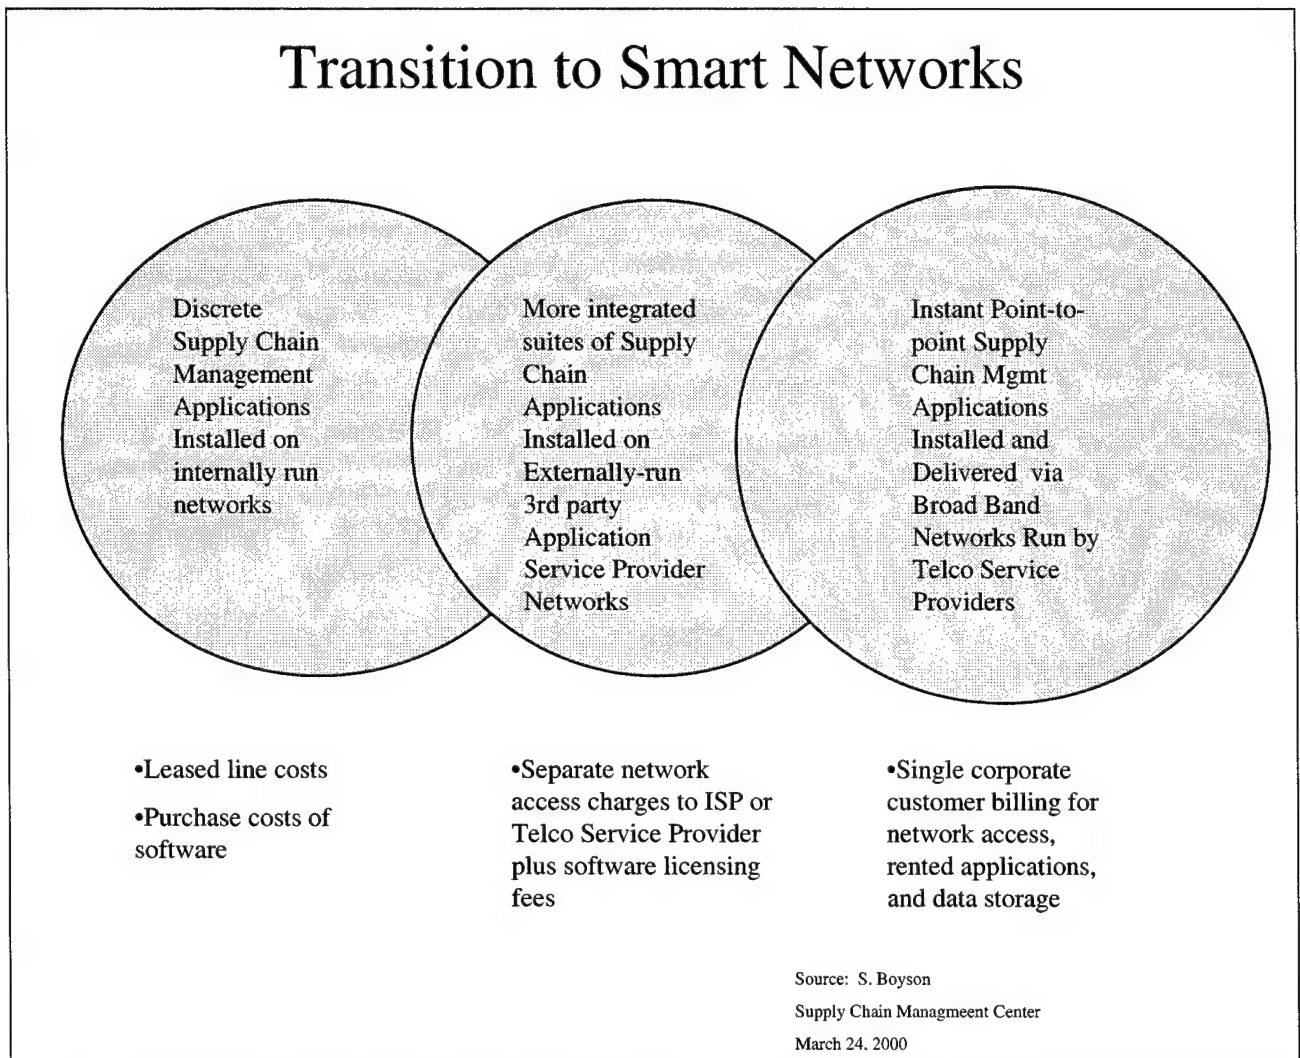 Transition to Smart Networks
Discrete
Supply Chain
Management
Applications
Installed on
internally run
networks
More integrated
suites of Supply
Chain
Applications
Installed on
Externally-run
3rd party
Application
Service Provider
Networks
Instant Point-to-
point Supply
Chain Mgmt
Applications
Installed and
Delivered via
Broad Band
Networks Run by
Telco Service
Providers
•Leased line costs
•Purchase costs of
software
•Separate network
access charges to ISP or
Telco Service Provider
plus software licensing
fees
•Single corporate
customer billing for
network access,
rented applications,
and data storage
Source: S. Boyson
Supply Chain Managmeent Center
March 24, 2000